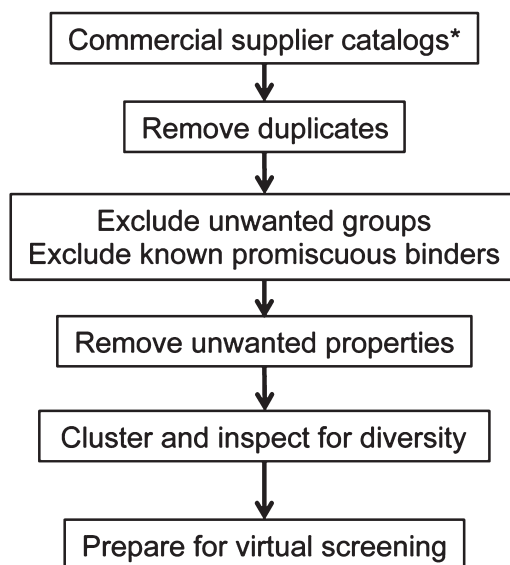 Commercial supplier catalogs*
Remove duplicates
Exclude unwanted groups
Exclude known promiscuous binders
Remove unwanted properties
Cluster and inspect for diversity
Prepare for virtual screening